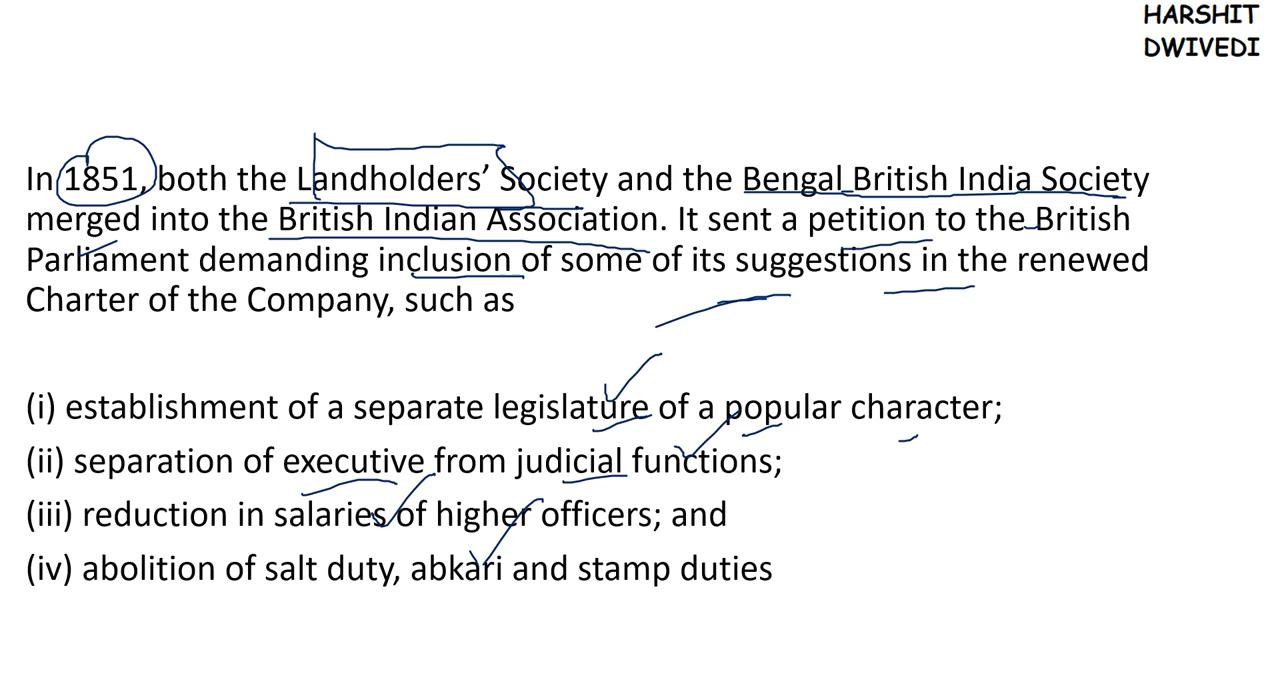 HARSHIT
DWIVEDI
In 1851, both the Landholders’ Society and the Bengal British India Society
merged into the British Indian Association. It sent a petition to the British
Parliament demanding inclusion of some of its suggestions in the renewed
Charter of the Company, such as
(i) establishment of a separate legislature of a popular character;
(ii) separation of executive from judicial functions;
(iii) reduction in salaries of higher officers; and
(iv) abolition of salt duty, abkari and stamp duties